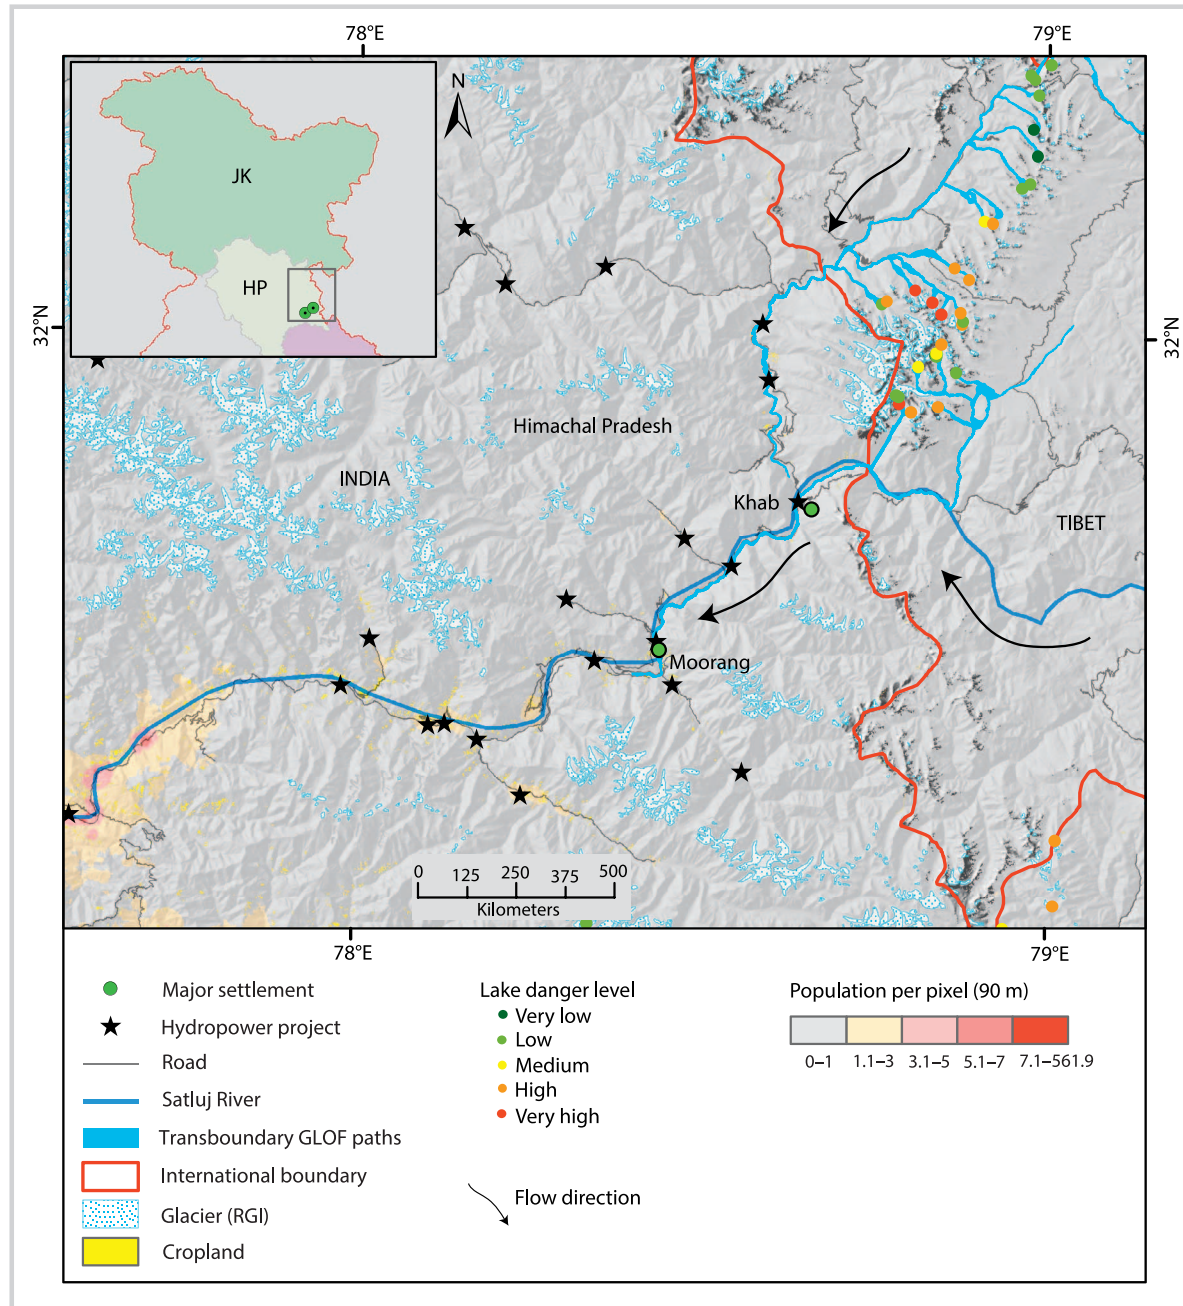 78°E
79°E
N
JK
HP
32°N
32°N
Himachal Pradesh
INDIA
Khab
TIBET
Moorang
0 125 250 375 500
Kilometers
78°E
79°E
Major settlement
Hydropower project
Road
Satluj River
Transboundary GLOF paths
International boundary
Glacier (RGI)
Cropland
Lake danger level
Very low
Low
Medium
High
Very high
Flow direction
Population per pixel (90 m)
0–1 1.1–3 3.1–5 5.1–7 7.1–561.9